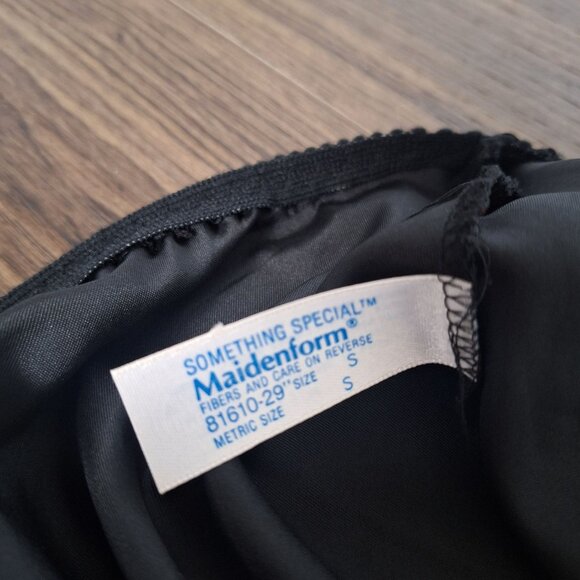 SOMETHING SPECIAL™
Maidenform®
FIBERS AND CARE ON REVERSE
81610-29" SIZE S
METRIC SIZE S